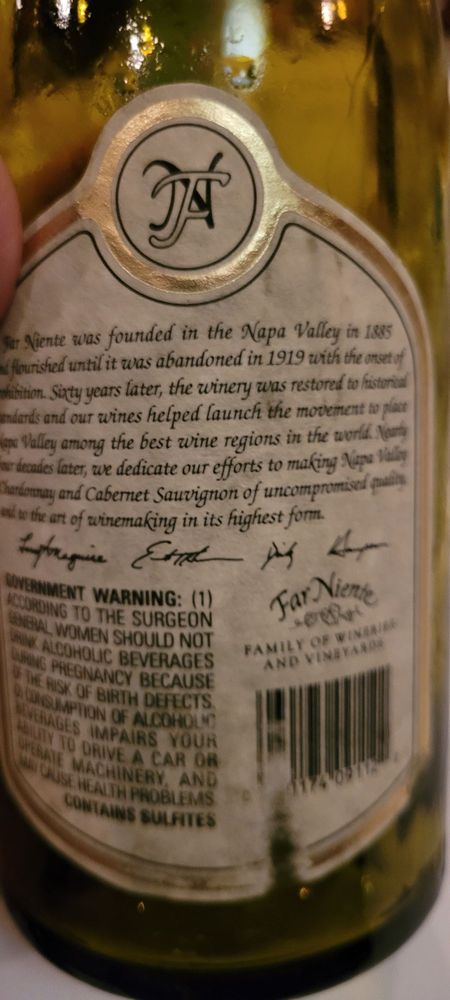 Far Niente was founded in the Napa Valley in 1885
flourished until it was abandoned in 1919 with the onset of
Sixty years later, the winery was restored to historical
and our wines helped launch the movement to place
Valley among the best wine regions in the world. Nearly
decades later, we dedicate our efforts to making Napa Valley
Chardonnay and Cabernet Sauvignon of uncompromised quality,
and to the art of winemaking in its highest form.
GOVERNMENT WARNING: (1)
ACCORDING TO THE SURGEON
GENERAL, WOMEN SHOULD NOT
DRINK ALCOHOLIC BEVERAGES
DURING PREGNANCY BECAUSE
OF THE RISK OF BIRTH DEFECTS.
(2) CONSUMPTION OF ALCOHOLIC
BEVERAGES IMPAIRS YOUR
ABILITY TO DRIVE A CAR OR
OPERATE MACHINERY, AND
MAY CAUSE HEALTH PROBLEMS.
CONTAINS SULFITES
Far Niente
FAMILY OF WINERIES
AND VINEYARDS